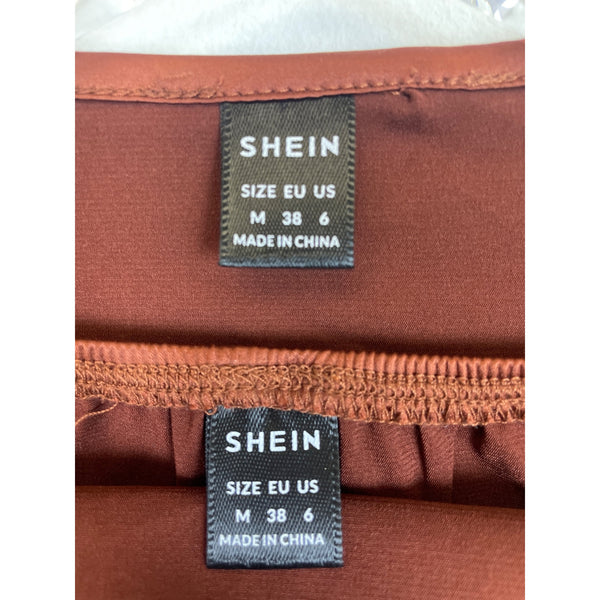 SHEIN
SIZE EU US
M 38 6
MADE IN CHINA
SHEIN
SIZE EU US
M 38 6
MADE IN CHINA